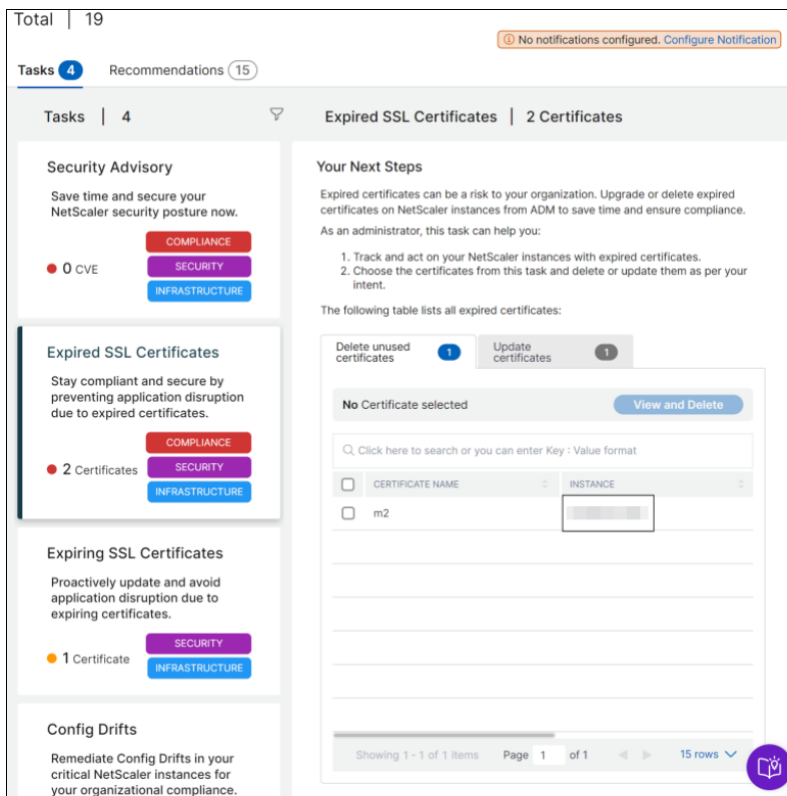 Total | 19
No notifications configured. Configure Notification
Tasks 4 Recommendations 15
Tasks | 4
Security Advisory
Save time and secure your
NetScaler security posture now.
COMPLIANCE
0 CVE
SECURITY
INFRASTRUCTURE
Expired SSL Certificates
Stay compliant and secure by
preventing application disruption
due to expired certificates.
COMPLIANCE
2 Certificates
SECURITY
INFRASTRUCTURE
Expiring SSL Certificates
Proactively update and avoid
application disruption due to
expiring certificates.
SECURITY
1 Certificate
INFRASTRUCTURE
Config Drifts
Remediate Config Drifts in your
critical NetScaler instances for
your organizational compliance.
Expired SSL Certificates | 2 Certificates
Your Next Steps
Expired certificates can be a risk to your organization. Upgrade or delete expired
certificates on NetScaler instances from ADM to save time and ensure compliance.
As an administrator, this task can help you:
1. Track and act on your NetScaler instances with expired certificates.
2. Choose the certificates from this task and delete or update them as per your
intent.
The following table lists all expired certificates:
Delete unused
certificates
1
Update
certificates
1
No Certificate selected View and Delete
Click here to search or you can enter Key : Value format
CERTIFICATE NAME INSTANCE
m2
Showing 1-1 of 1 items Page 1 of 1 15 rows